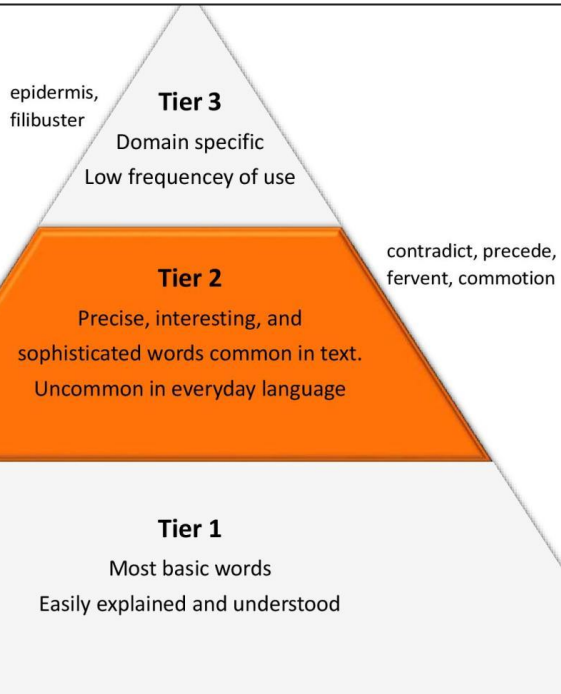 epidermis,
filibuster
Tier 3
Domain specific
Low frequencey of use
contradict, precede,
fervent, commotion
Tier 2
Precise, interesting, and
sophisticated words common in text.
Uncommon in everyday language
Tier 1
Most basic words
Easily explained and understood